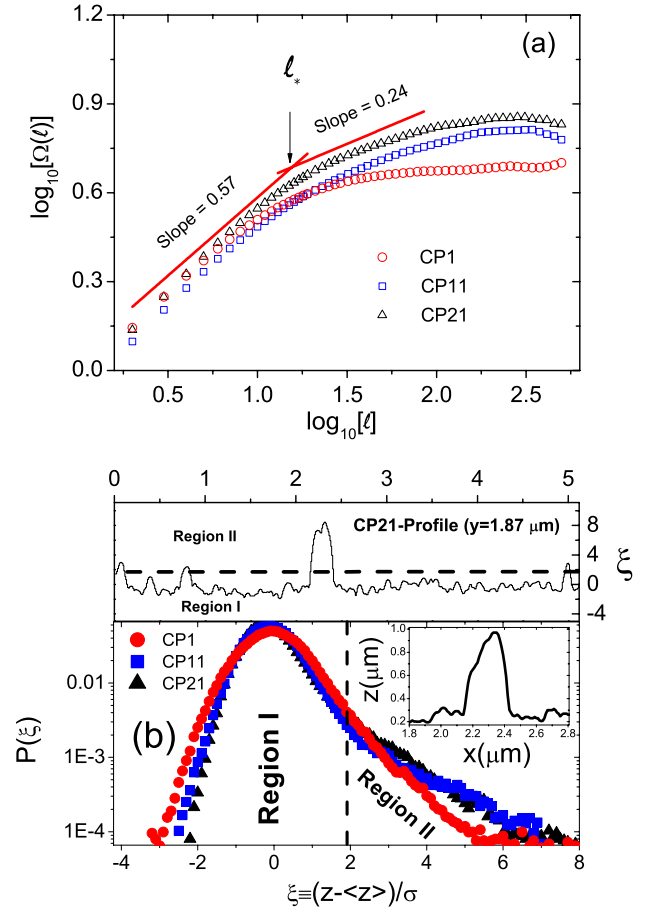 (a)
1.2
0.9
0.6
0.3
0.0
log₁₀[Ω(ℓ)]
ℓ*
Slope = 0.57
Slope = 0.24
CP1
CP11
CP21
0.5 1.0 1.5 2.0 2.5
log₁₀[ℓ]
0 1 2 3 4 5
Region II
CP21-Profile (y=1.87 μm)
Region I
8
4
0
-4
ξ
CP1
CP11
CP21
(b)
0.01
1E-3
1E-4
P(ξ)
Region I
Region II
1.0
0.8
0.6
0.4
0.2
z(μm)
1.8 2.0 2.2 2.4 2.6 2.8
x(μm)
-4 -2 0 2 4 6 8
ξ≡(z-<z>)/σ